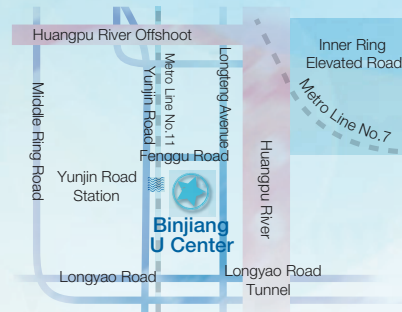 Huangpu River Offshoot
Inner Ring
Elevated Road
Metro Line No.7
Middle Ring Road
Yunjin Road
Metro Line No.11
Longteng Avenue
Fenggu Road
Huangpu River
Yunjin Road
Station
Binjiang
U Center
Longyao Road
Longyao Road
Tunnel